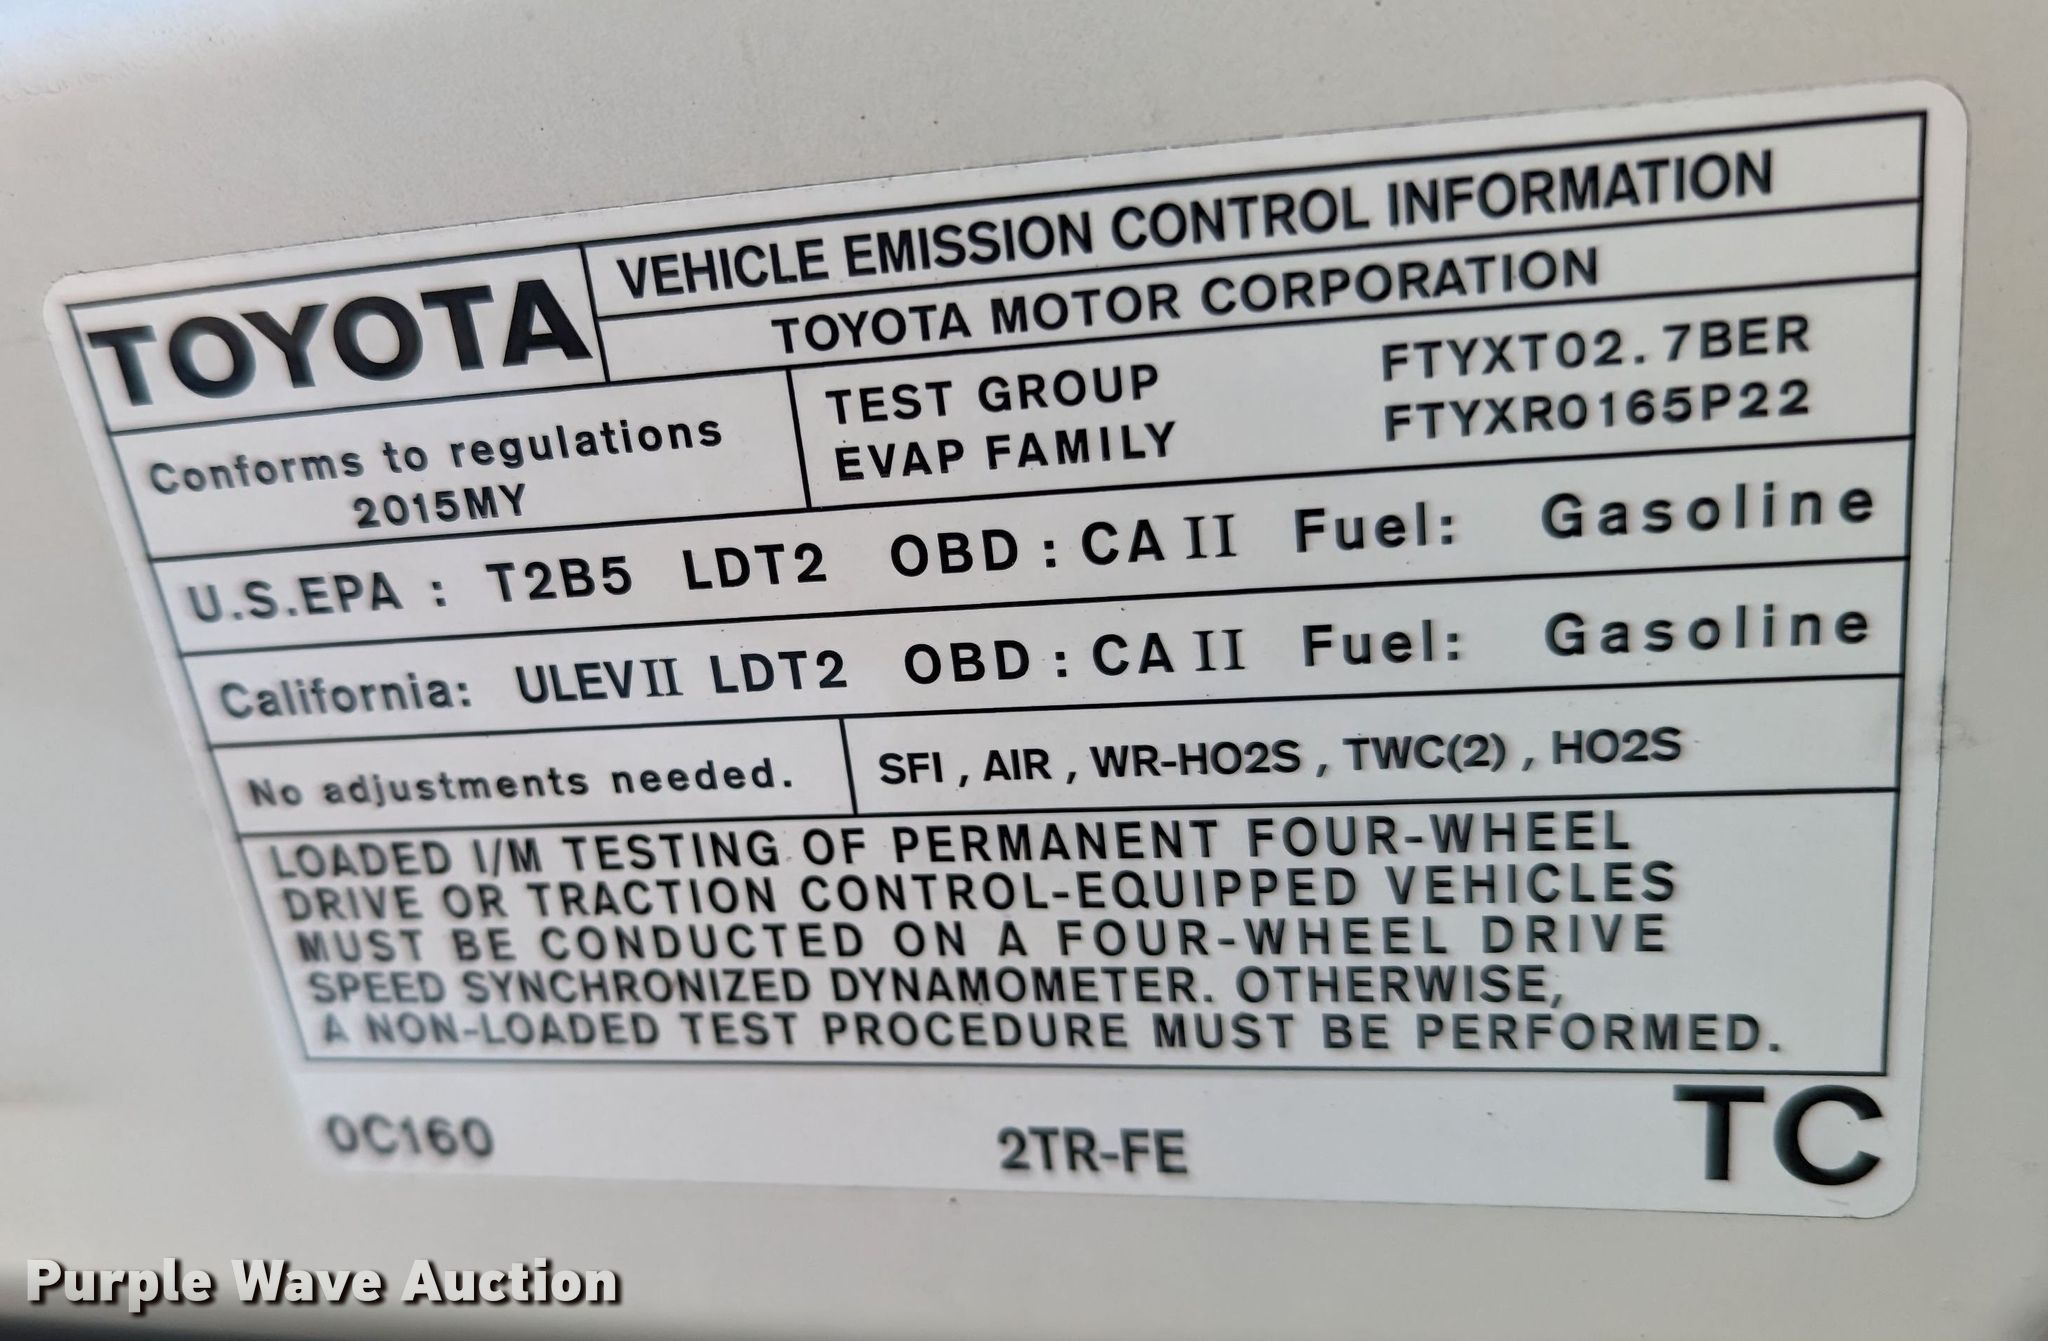 TOYOTA
VEHICLE EMISSION CONTROL INFORMATION
TOYOTA MOTOR CORPORATION
Conforms to regulations
2015MY
TEST GROUP FTYXT02.7BER
EVAP FAMILY FTYXR0165P22
U.S.EPA : T2B5 LDT2 OBD : CA II Fuel: Gasoline
California: ULEV II LDT2 OBD : CA II Fuel: Gasoline
No adjustments needed.
SFI , AIR , WR-HO2S , TWC(2) , HO2S
LOADED I/M TESTING OF PERMANENT FOUR-WHEEL
DRIVE OR TRACTION CONTROL-EQUIPPED VEHICLES
MUST BE CONDUCTED ON A FOUR-WHEEL DRIVE
SPEED SYNCHRONIZED DYNAMOMETER. OTHERWISE,
A NON-LOADED TEST PROCEDURE MUST BE PERFORMED.
0C160 2TR-FE TC
Purple Wave Auction